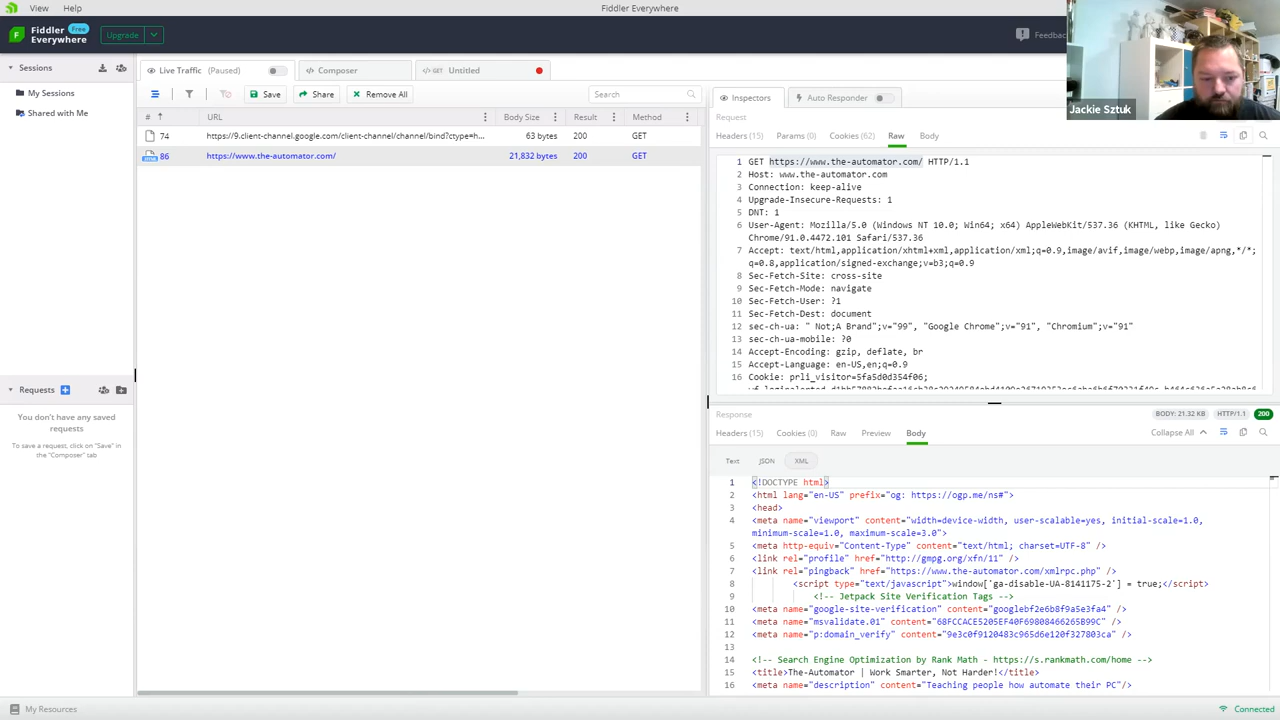 View Help
Fiddler Everywhere
Fiddler Free
Everywhere
Upgrade
Feedback
Jackie Sztuk
Sessions
My Sessions
Shared with Me
Requests
You don't have any saved
requests
To save a request, click on "Save" in
the "Composer" tab
Live Traffic (Paused)
Composer
GET Untitled
Save
Share
Remove All
Search
# URL Body Size Result Method
74 https://9.client-channel.google.com/client-channel/channel/bind?ctype=h... 63 bytes 200 GET
86 https://www.the-automator.com/ 21,832 bytes 200 GET
Inspectors
Auto Responder
Request
Headers (15) Params (0) Cookies (62) Raw Body
1 GET https://www.the-automator.com/ HTTP/1.1
2 Host: www.the-automator.com
3 Connection: keep-alive
4 Upgrade-Insecure-Requests: 1
5 DNT: 1
6 User-Agent: Mozilla/5.0 (Windows NT 10.0; Win64; x64) AppleWebKit/537.36 (KHTML, like Gecko)
Chrome/91.0.4472.101 Safari/537.36
7 Accept: text/html,application/xhtml+xml,application/xml;q=0.9,image/avif,image/webp,image/apng,*/*;
q=0.8,application/signed-exchange;v=b3;q=0.9
8 Sec-Fetch-Site: cross-site
9 Sec-Fetch-Mode: navigate
10 Sec-Fetch-User: ?1
11 Sec-Fetch-Dest: document
12 sec-ch-ua: " Not;A Brand";v="99", "Google Chrome";v="91", "Chromium";v="91"
13 sec-ch-ua-mobile: ?0
14 Accept-Encoding: gzip, deflate, br
15 Accept-Language: en-US,en;q=0.9
16 Cookie: prli_visitor=5fa5d0d354f06;
Response
BODY: 21.32 KB HTTP/1.1 200
Headers (15) Cookies (0) Raw Preview Body
Collapse All
Text JSON XML
1 <!DOCTYPE html>
2 <html lang="en-US" prefix="og: https://ogp.me/ns#">
3 <head>
4 <meta name="viewport" content="width=device-width, user-scalable=yes, initial-scale=1.0,
minimum-scale=1.0, maximum-scale=3.0">
5 <meta http-equiv="Content-Type" content="text/html; charset=UTF-8" />
6 <link rel="profile" href="http://gmpg.org/xfn/11" />
7 <link rel="pingback" href="https://www.the-automator.com/xmlrpc.php" />
8 <script type="text/javascript">window['ga-disable-UA-8141175-2'] = true;</script>
9 <!-- Jetpack Site Verification Tags -->
10 <meta name="google-site-verification" content="googlebf2e6b8f9a5e3fa4" />
11 <meta name="msvalidate.01" content="68FCCACE5205EF40F69808466265B99C" />
12 <meta name="p:domain_verify" content="9e3c0f9120483c965d6e120f327803ca" />
13
14 <!-- Search Engine Optimization by Rank Math - https://s.rankmath.com/home -->
15 <title>The-Automator | Work Smarter, Not Harder!</title>
16 <meta name="description" content="Teaching people how automate their PC"/>
My Resources
Connected